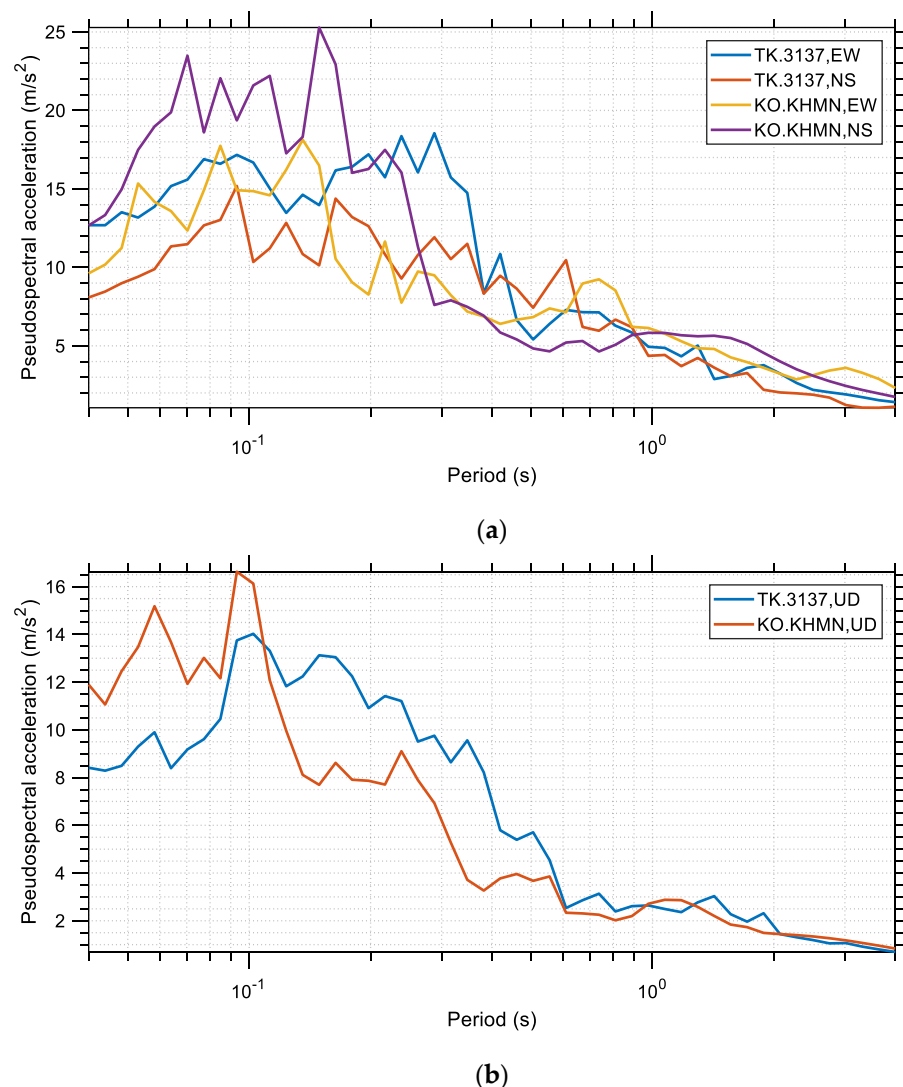 25
20
15
10
5
Pseudospectral acceleration (m/s²)
TK.3137,EW
TK.3137,NS
KO.KHMN,EW
KO.KHMN,NS
10⁻¹
10⁰
Period (s)
(a)
16
14
12
10
8
6
4
2
Pseudospectral acceleration (m/s²)
TK.3137,UD
KO.KHMN,UD
10⁻¹
10⁰
Period (s)
(b)